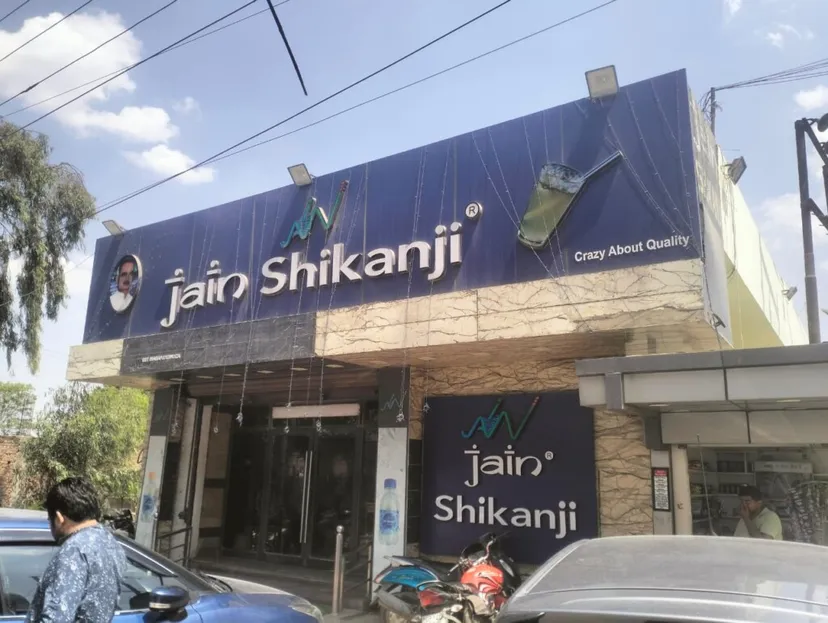 jain Shikanji ®
Crazy About Quality
jain®
Shikanji